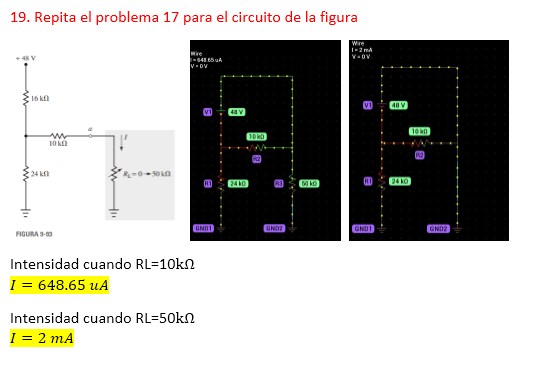 19. Repita el problema 17 para el circuito de la figura
+ 48 V
16 kΩ
a
10 kΩ
I
24 kΩ
R_L = 0 → 50 kΩ
FIGURA 9-93
Wire
I=648.65 uA
V=0V
V1
48 V
10 kΩ
R2
R1
24 kΩ
R3
50 kΩ
GND1
GND2
Wire
I=2 mA
V=0V
V1
48 V
10 kΩ
R2
R1
24 kΩ
GND1
GND2
Intensidad cuando RL=10kΩ
I = 648.65 uA
Intensidad cuando RL=50kΩ
I = 2 mA